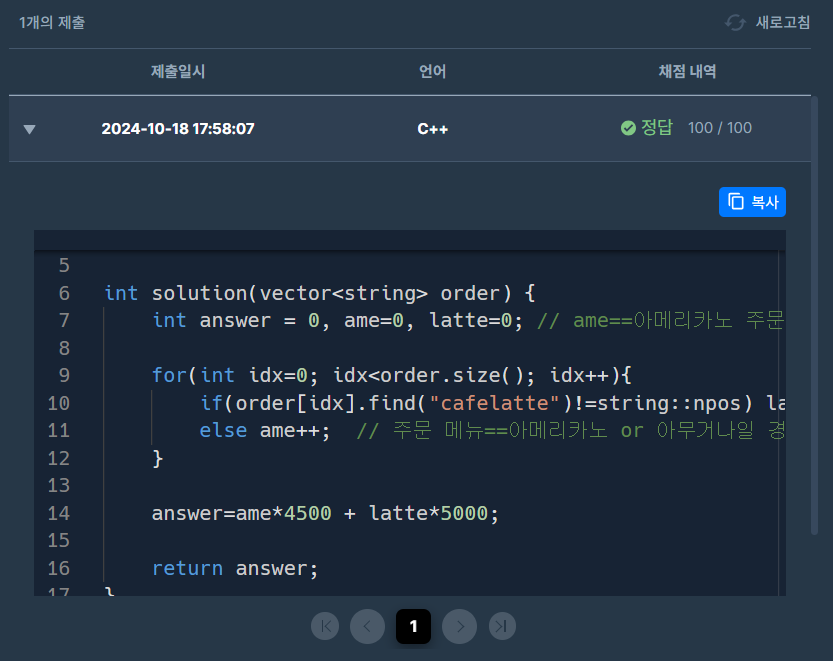 1개의 제출
새로고침
제출일시 언어 채점 내역
2024-10-18 17:58:07 C++ 정답 100 / 100
복사
5
6 int solution(vector<string> order) {
7 int answer = 0, ame=0, latte=0; // ame==아메리카노 주문
8
9 for(int idx=0; idx<order.size(); idx++){
10 if(order[idx].find("cafelatte")!=string::npos) la
11 else ame++; // 주문 메뉴==아메리카노 or 아무거나일 경
12 }
13
14 answer=ame*4500 + latte*5000;
15
16 return answer;
17 }
1